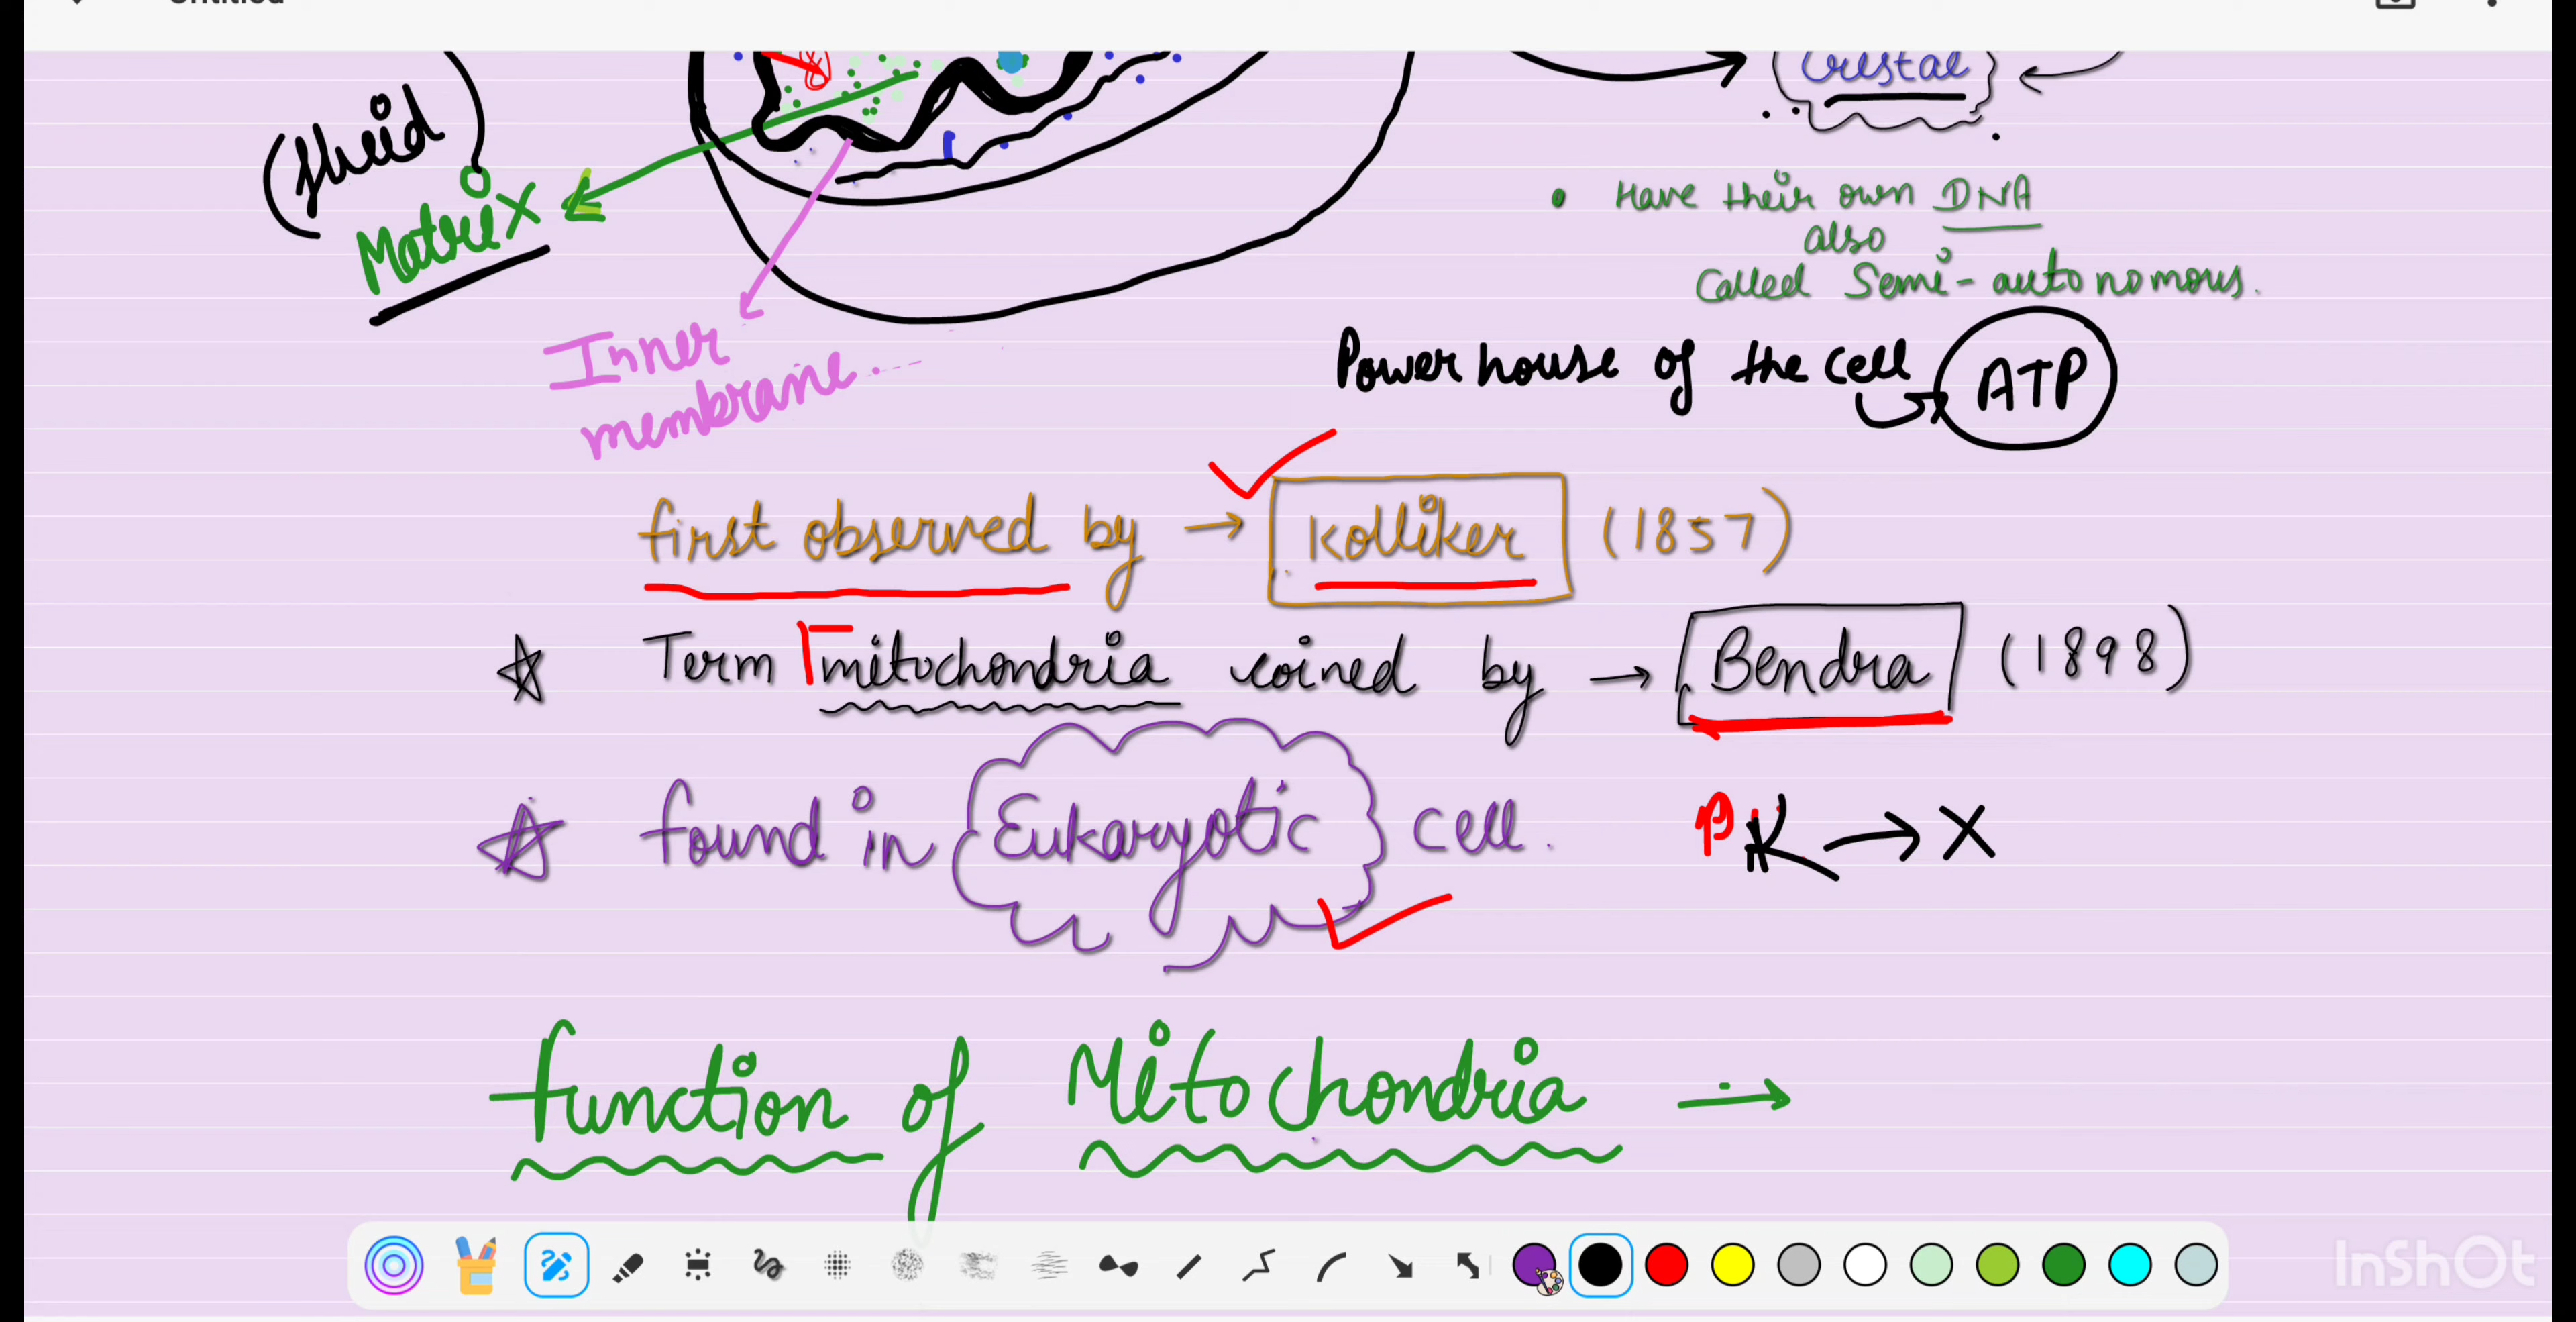 Untitled
Cristae
(fluid)
Matrix
• Have their own DNA
also
called Semi-autonomous.
Inner
membrane...
Power house of the cell → ATP
first observed by → Kolliker (1857)
☆ Term mitochondria coined by → Bendra (1898)
☆ found in Eukaryotic cell. PK → X
function of Mitochondria →
InShOt